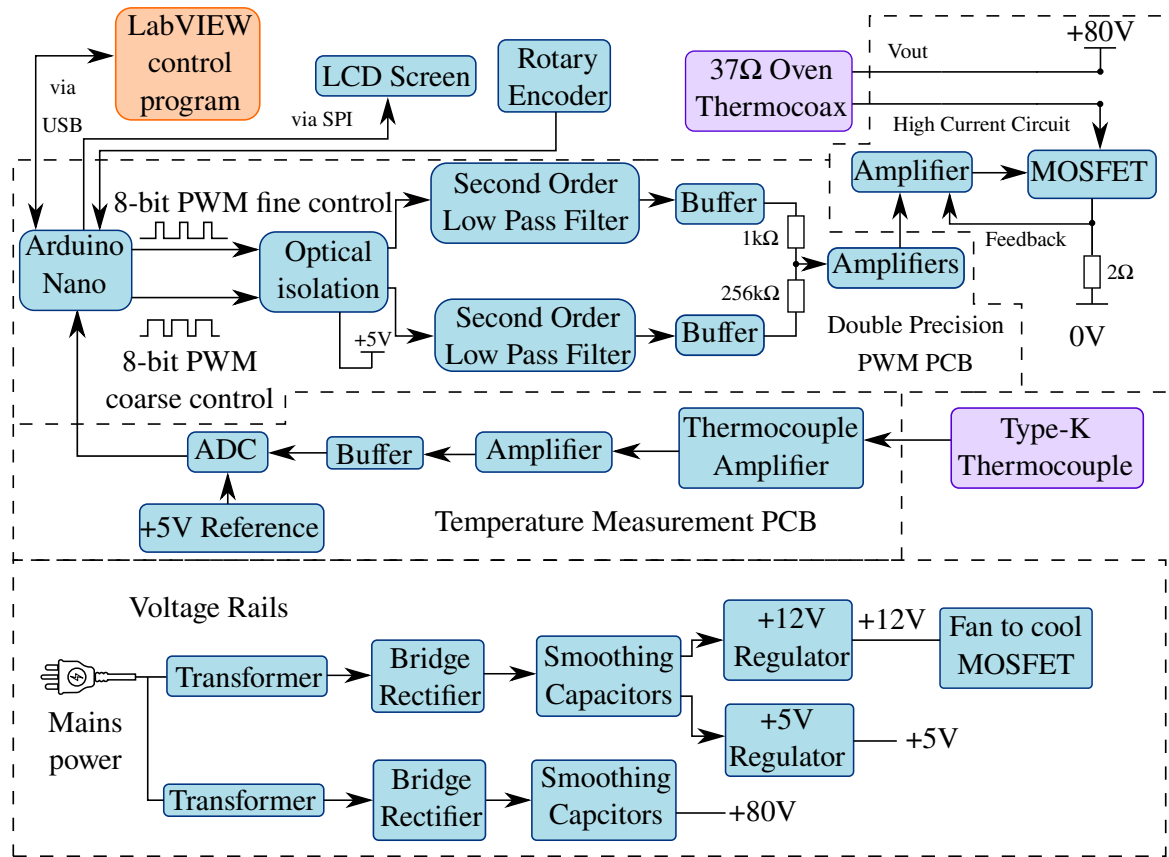 LabVIEW
control
program
via
USB
LCD Screen
via SPI
Rotary
Encoder
37Ω Oven
Thermocoax
Vout
+80V
High Current Circuit
Amplifier
MOSFET
Feedback
2Ω
0V
8-bit PWM fine control
Arduino
Nano
Optical
isolation
+5V
Second Order
Low Pass Filter
Buffer
1kΩ
256kΩ
Amplifiers
Second Order
Low Pass Filter
Buffer
Double Precision
PWM PCB
8-bit PWM
coarse control
ADC
Buffer
Amplifier
Thermocouple
Amplifier
Type-K
Thermocouple
+5V Reference
Temperature Measurement PCB
Voltage Rails
Mains
power
Transformer
Bridge
Rectifier
Smoothing
Capacitors
+12V
Regulator
+12V
Fan to cool
MOSFET
+5V
Regulator
+5V
Transformer
Bridge
Rectifier
Smoothing
Capcitors
+80V